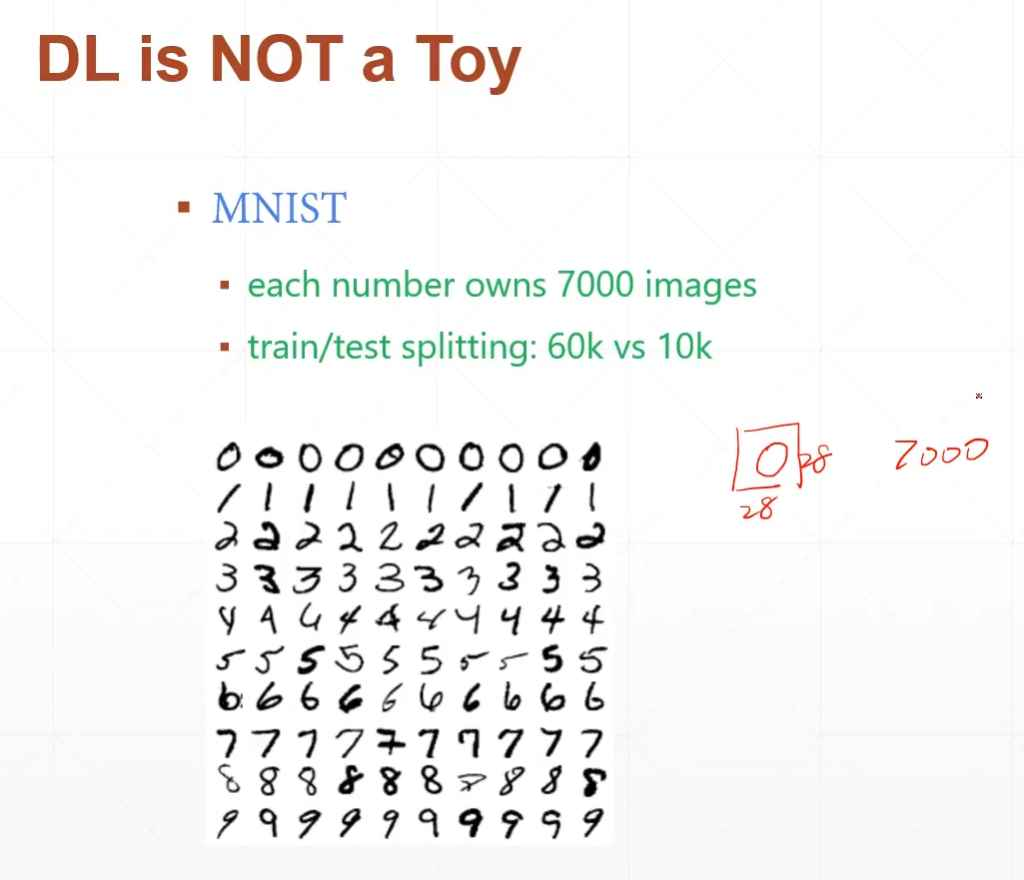 DL is NOT a Toy
MNIST
each number owns 7000 images
train/test splitting: 60k vs 10k
0 0 0 0 0 0 0 0 0 0
1 1 1 1 1 1 1 1 1 1
2 2 2 2 2 2 2 2 2 2
3 3 3 3 3 3 3 3 3 3
4 4 4 4 4 4 4 4 4 4
5 5 5 5 5 5 5 5 5 5
6 6 6 6 6 6 6 6 6 6
7 7 7 7 7 7 7 7 7 7
8 8 8 8 8 8 8 8 8 8
9 9 9 9 9 9 9 9 9 9
0 28 7000
28